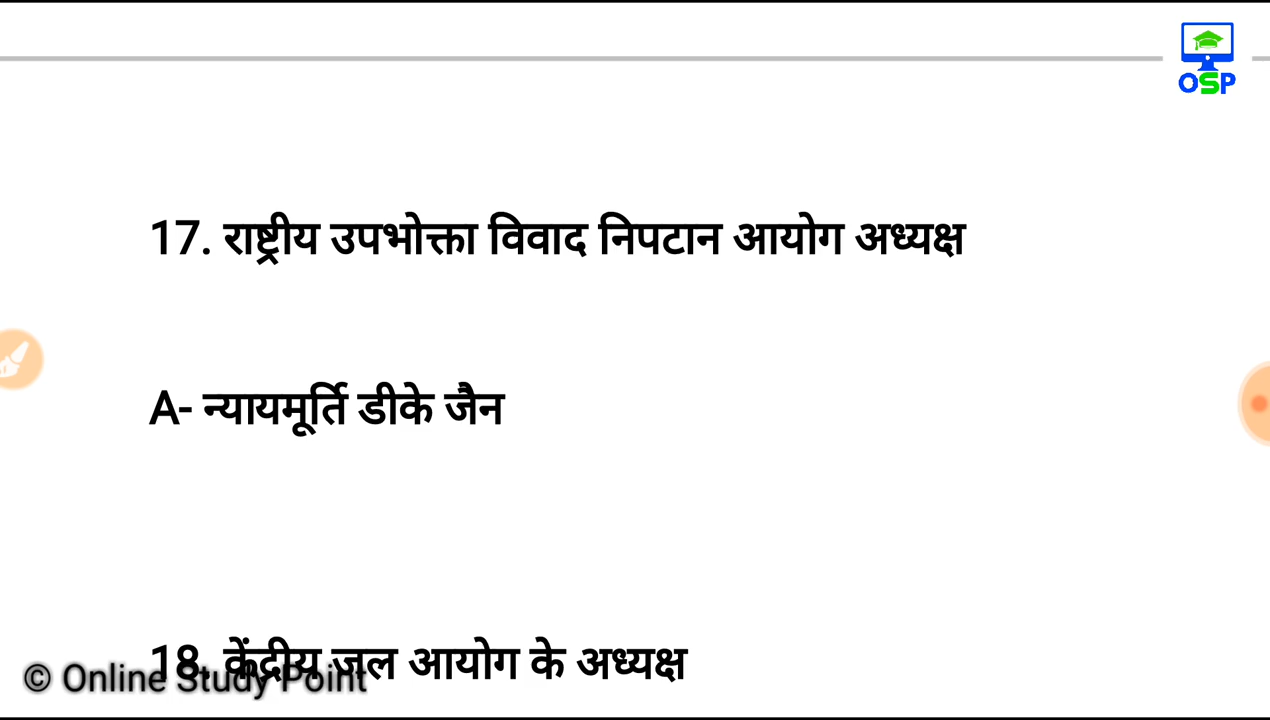 OSP
17. राष्ट्रीय उपभोक्ता विवाद निपटान आयोग अध्यक्ष
A- न्यायमूर्ति डीके जैन
18. केंद्रीय जल आयोग के अध्यक्ष
© Online Study Point